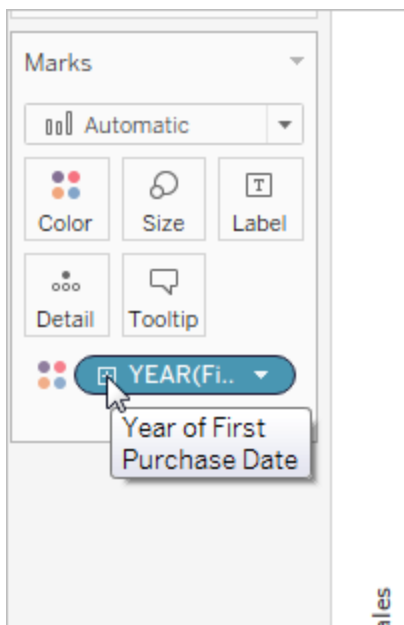 Marks
Automatic
Color Size Label
T
Detail Tooltip
YEAR(Fi..
Year of First
Purchase Date